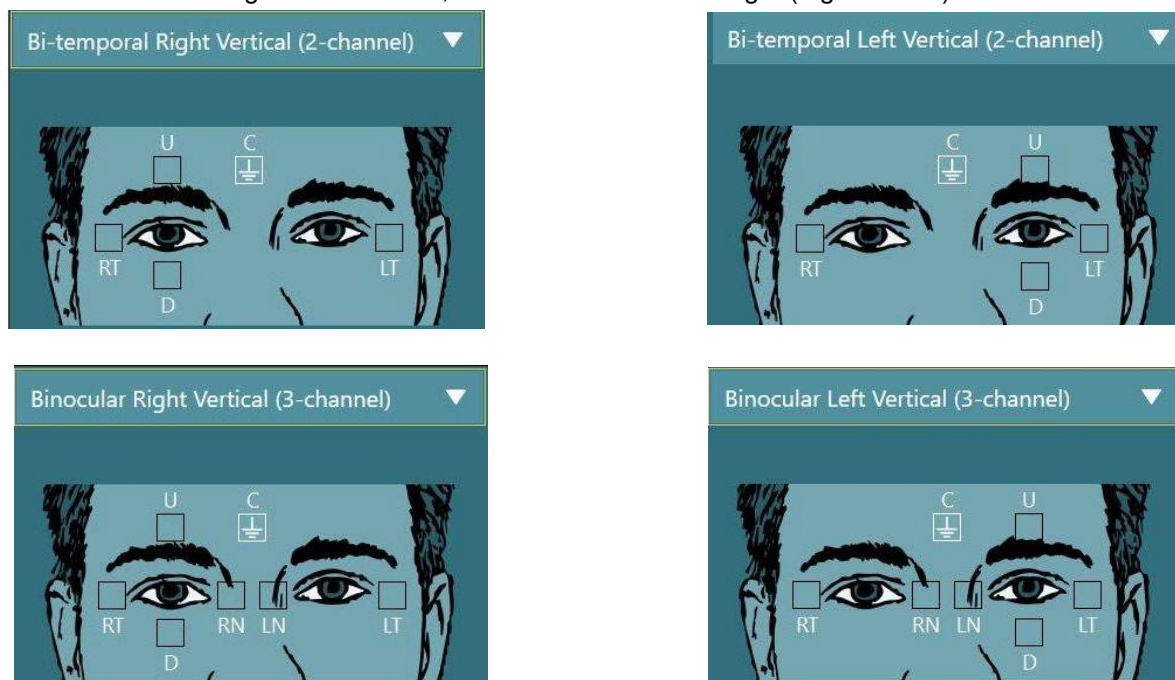 Bi-temporal Right Vertical (2-channel)
U C
RT LT
D
Bi-temporal Left Vertical (2-channel)
C U
RT LT
D
Binocular Right Vertical (3-channel)
U C
RT RN LN LT
D
Binocular Left Vertical (3-channel)
C U
RT RN LN LT
D